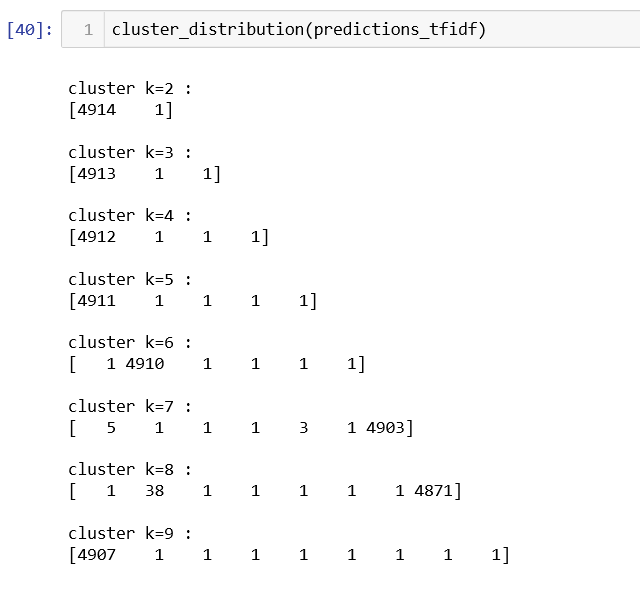 [40]: 1 cluster_distribution(predictions_tfidf)
cluster k=2 :
[4914    1]
cluster k=3 :
[4913    1    1]
cluster k=4 :
[4912    1    1    1]
cluster k=5 :
[4911    1    1    1    1]
cluster k=6 :
[   1 4910    1    1    1    1]
cluster k=7 :
[   5    1    1    1    3    1 4903]
cluster k=8 :
[   1   38    1    1    1    1    1 4871]
cluster k=9 :
[4907    1    1    1    1    1    1    1    1]